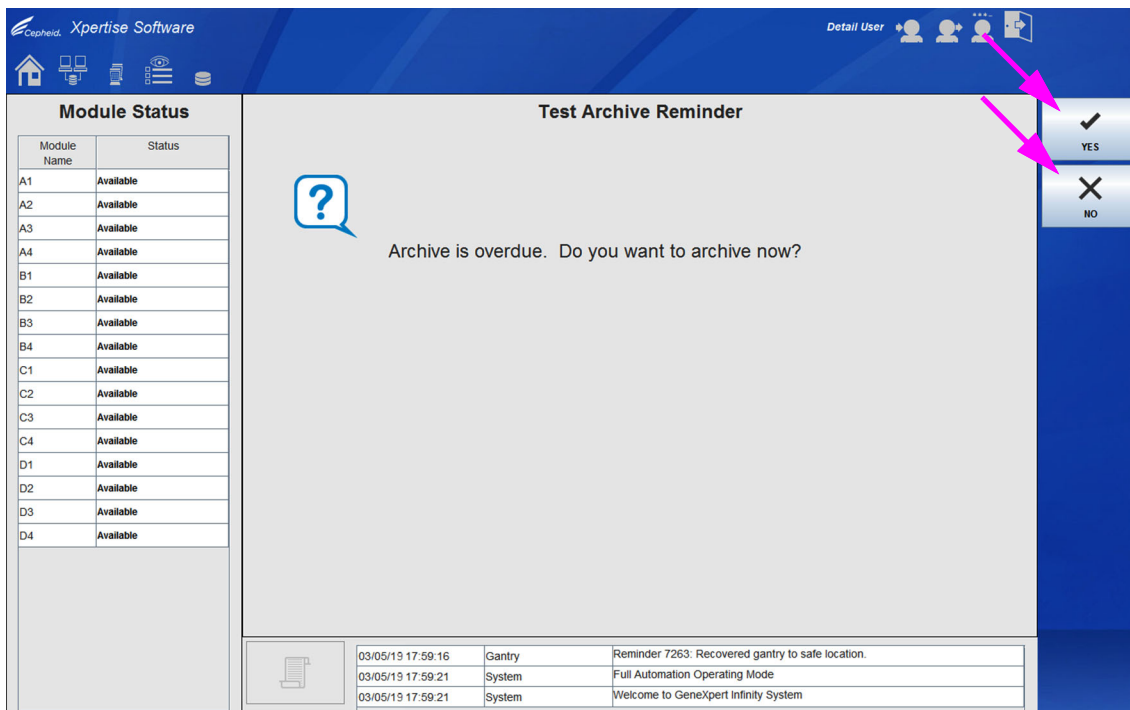 Cepheid. Xpertise Software
Detail User
Module Status
Module Name Status
A1 Available
A2 Available
A3 Available
A4 Available
B1 Available
B2 Available
B3 Available
B4 Available
C1 Available
C2 Available
C3 Available
C4 Available
D1 Available
D2 Available
D3 Available
D4 Available
Test Archive Reminder
?
Archive is overdue. Do you want to archive now?
YES
NO
03/05/19 17:59:16 Gantry Reminder 7263: Recovered gantry to safe location.
03/05/19 17:59:21 System Full Automation Operating Mode
03/05/19 17:59:21 System Welcome to GeneXpert Infinity System